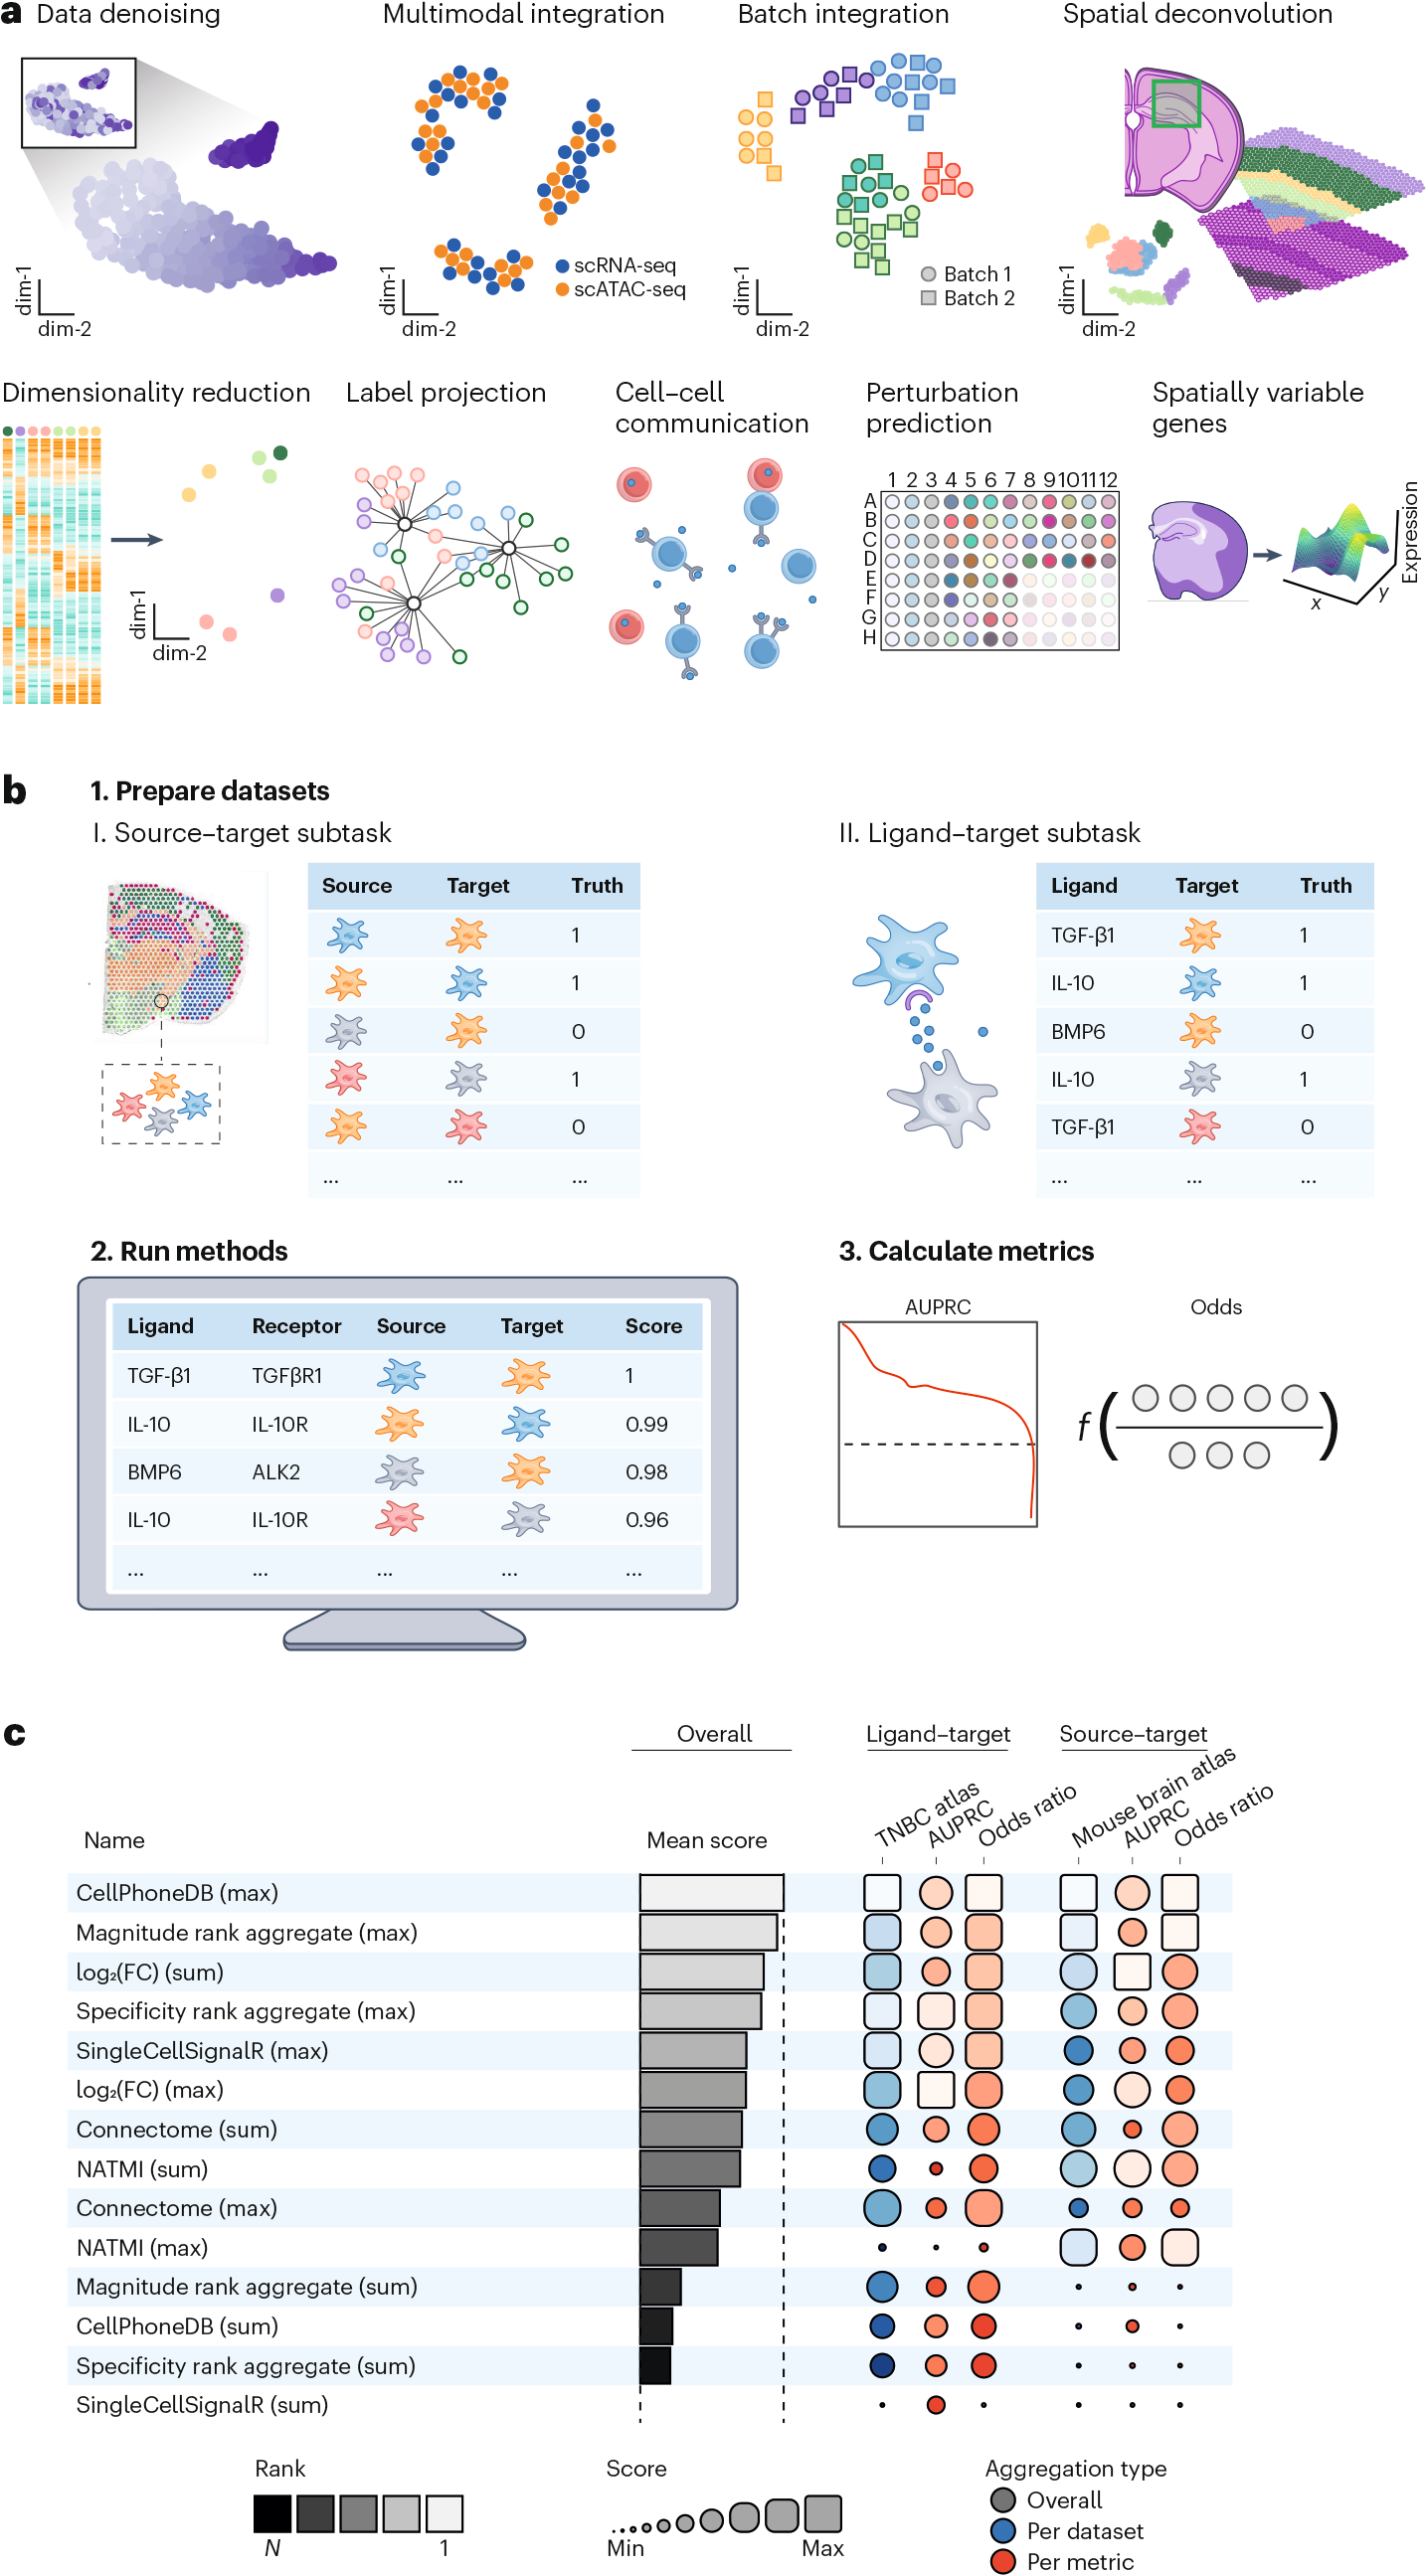 a Data denoising
Multimodal integration
Batch integration
Spatial deconvolution
dim-1
dim-2
scRNA-seq
scATAC-seq
dim-1
dim-2
Batch 1
Batch 2
dim-1
dim-2
dim-1
dim-2
Dimensionality reduction
Label projection
Cell–cell
communication
Perturbation
prediction
Spatially variable
genes
dim-1
dim-2
1 2 3 4 5 6 7 8 9 10 11 12
A
B
C
D
E
F
G
H
Expression
x
y
b
1. Prepare datasets
I. Source–target subtask
Source Target Truth
1
1
0
1
0
... ... ...
II. Ligand–target subtask
Ligand Target Truth
TGF-β1 1
IL-10 1
BMP6 0
IL-10 1
TGF-β1 0
... ... ...
2. Run methods
Ligand Receptor Source Target Score
TGF-β1 TGFβR1 1
IL-10 IL-10R 0.99
BMP6 ALK2 0.98
IL-10 IL-10R 0.96
... ... ... ... ...
3. Calculate metrics
AUPRC
Odds
f ( )
c
Overall Ligand–target Source–target
Name Mean score TNBC atlas AUPRC Odds ratio Mouse brain atlas AUPRC Odds ratio
CellPhoneDB (max)
Magnitude rank aggregate (max)
log₂(FC) (sum)
Specificity rank aggregate (max)
SingleCellSignalR (max)
log₂(FC) (max)
Connectome (sum)
NATMI (sum)
Connectome (max)
NATMI (max)
Magnitude rank aggregate (sum)
CellPhoneDB (sum)
Specificity rank aggregate (sum)
SingleCellSignalR (sum)
Rank
N 1
Score
Min Max
Aggregation type
Overall
Per dataset
Per metric